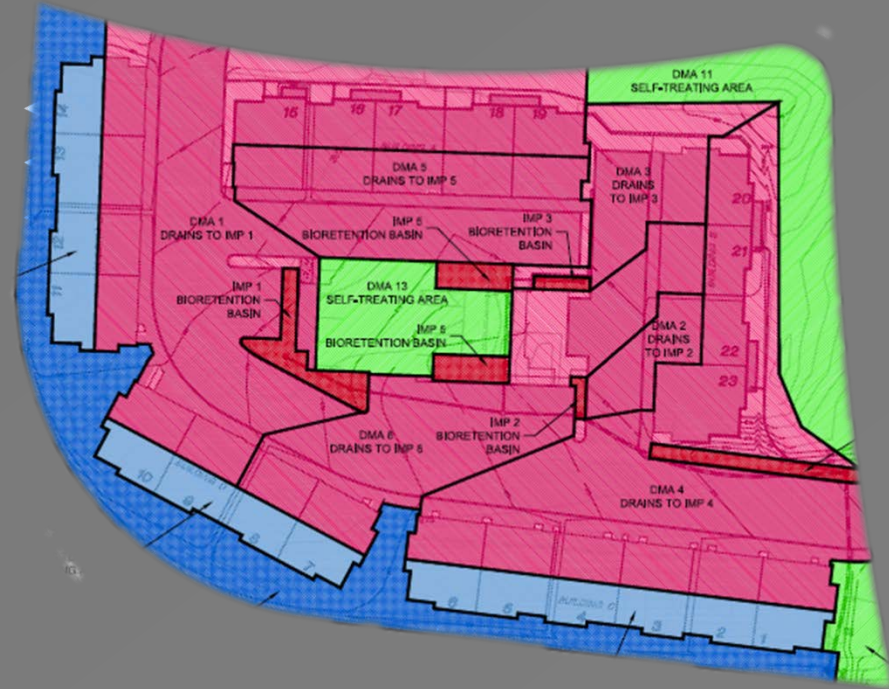 DMA 11
SELF-TREATING AREA
14
15
16
17
18
19
DMA 5
DRAINS TO IMP 5
DMA 3
DRAINS
TO IMP 3
13
20
DMA 1
DRAINS TO IMP 1
IMP 6
BIORETENTION BASIN
IMP 3
BIORETENTION
BASIN
12
21
BUILDING B
11
IMP 1
BIORETENTION
BASIN
DMA 13
SELF-TREATING AREA
IMP 5
BIORETENTION BASIN
DMA 2
DRAINS
TO IMP 2
22
23
IMP 2
BIORETENTION
BASIN
DMA 6
DRAINS TO IMP 6
10
9
8
7
BUILDING D
DMA 4
DRAINS TO IMP 4
6
5
BUILDING C
4
3
2
1